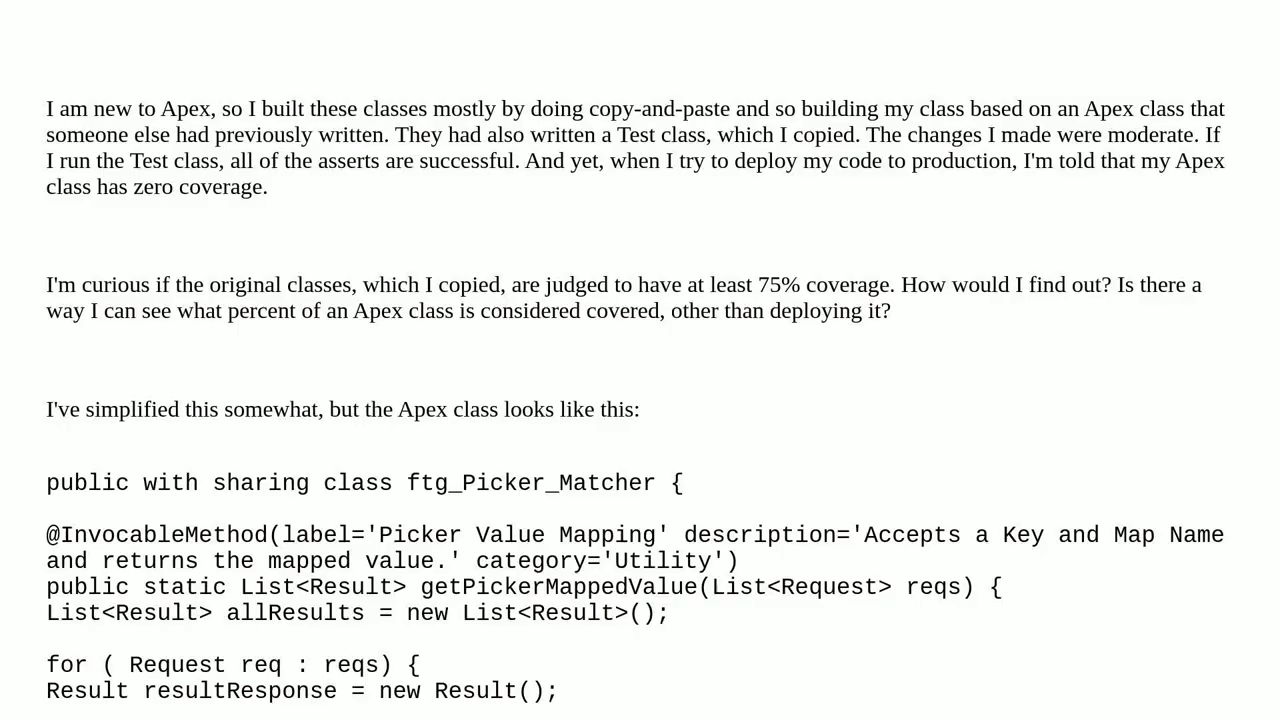 I am new to Apex, so I built these classes mostly by doing copy-and-paste and so building my class based on an Apex class that
someone else had previously written. They had also written a Test class, which I copied. The changes I made were moderate. If
I run the Test class, all of the asserts are successful. And yet, when I try to deploy my code to production, I'm told that my Apex
class has zero coverage.
I'm curious if the original classes, which I copied, are judged to have at least 75% coverage. How would I find out? Is there a
way I can see what percent of an Apex class is considered covered, other than deploying it?
I've simplified this somewhat, but the Apex class looks like this:
public with sharing class ftg_Picker_Matcher {
@InvocableMethod(label='Picker Value Mapping' description='Accepts a Key and Map Name
and returns the mapped value.' category='Utility')
public static List<Result> getPickerMappedValue(List<Request> reqs) {
List<Result> allResults = new List<Result>();
for ( Request req : reqs) {
Result resultResponse = new Result();